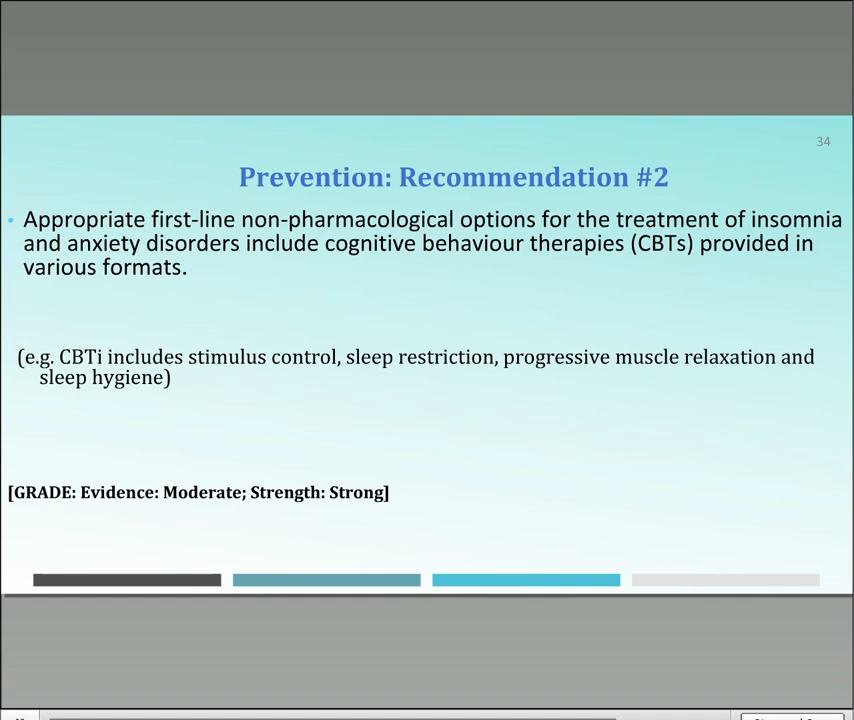 34
Prevention: Recommendation #2
• Appropriate first-line non-pharmacological options for the treatment of insomnia
and anxiety disorders include cognitive behaviour therapies (CBTs) provided in
various formats.
(e.g. CBTi includes stimulus control, sleep restriction, progressive muscle relaxation and
sleep hygiene)
[GRADE: Evidence: Moderate; Strength: Strong]